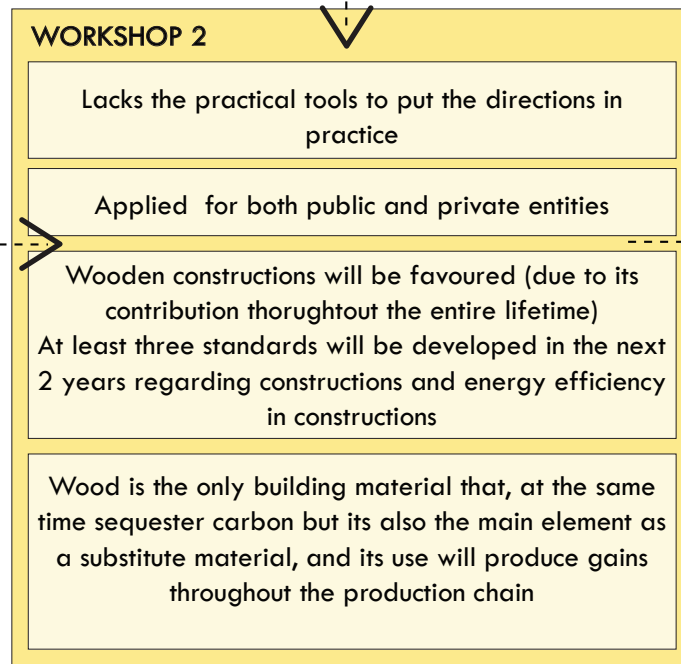 WORKSHOP 2
Lacks the practical tools to put the directions in
practice
Applied for both public and private entities
Wooden constructions will be favoured (due to its
contribution thorughtout the entire lifetime)
At least three standards will be developed in the next
2 years regarding constructions and energy efficiency
in constructions
Wood is the only building material that, at the same
time sequester carbon but its also the main element as
a substitute material, and its use will produce gains
throughout the production chain